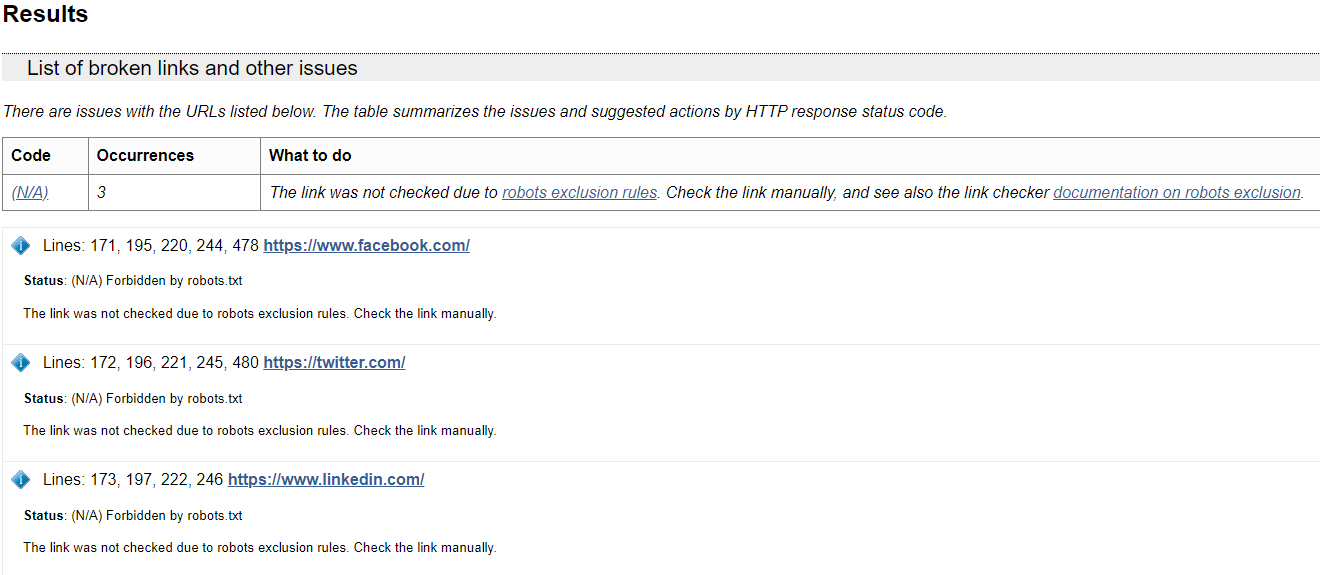 Results
List of broken links and other issues
There are issues with the URLs listed below. The table summarizes the issues and suggested actions by HTTP response status code.
Code Occurrences What to do
(N/A) 3 The link was not checked due to robots exclusion rules. Check the link manually, and see also the link checker documentation on robots exclusion.
i Lines: 171, 195, 220, 244, 478 https://www.facebook.com/
Status: (N/A) Forbidden by robots.txt
The link was not checked due to robots exclusion rules. Check the link manually.
i Lines: 172, 196, 221, 245, 480 https://twitter.com/
Status: (N/A) Forbidden by robots.txt
The link was not checked due to robots exclusion rules. Check the link manually.
i Lines: 173, 197, 222, 246 https://www.linkedin.com/
Status: (N/A) Forbidden by robots.txt
The link was not checked due to robots exclusion rules. Check the link manually.